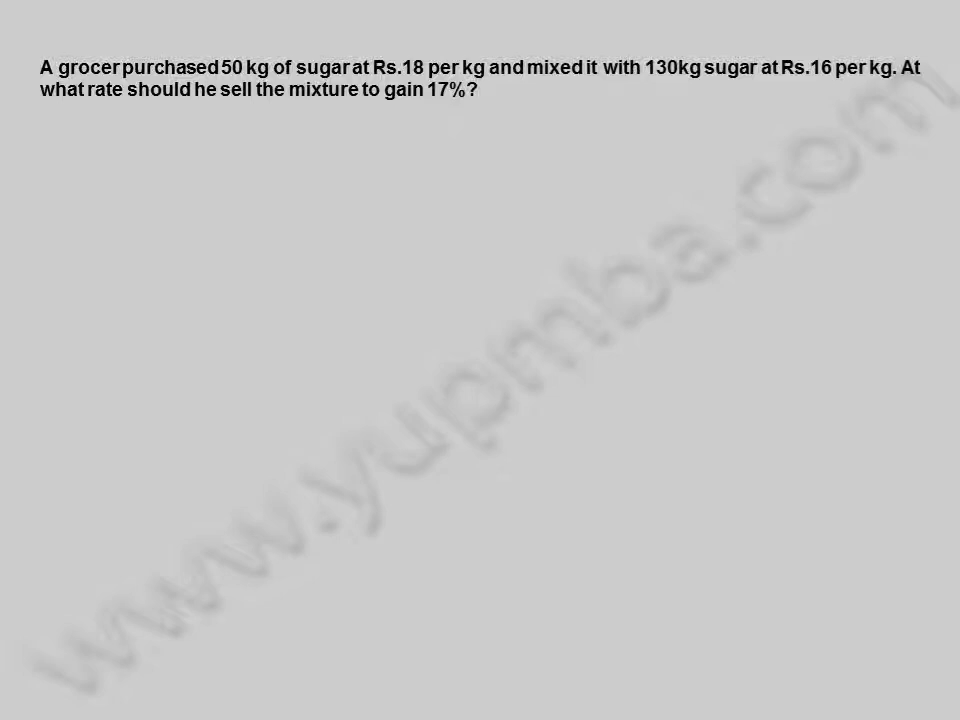 A grocer purchased 50 kg of sugar at Rs.18 per kg and mixed it with 130kg sugar at Rs.16 per kg. At
what rate should he sell the mixture to gain 17%?
www.yupmba.com